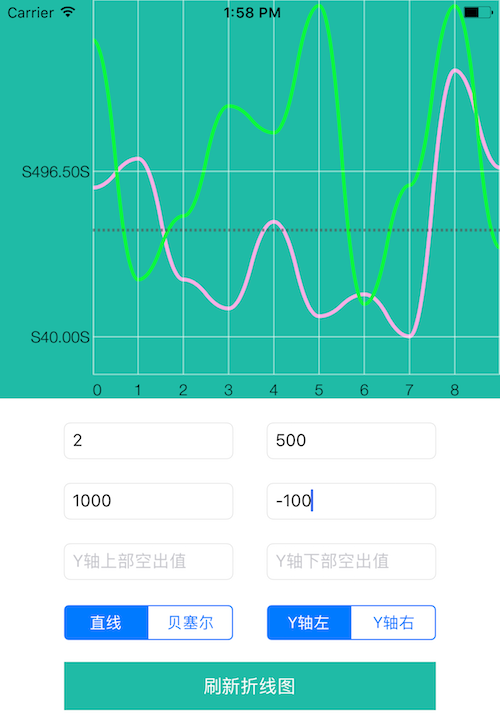 Carrier 1:58 PM
S496.50S
S40.00S
0 1 2 3 4 5 6 7 8
2 500
1000 -100
Y轴上部空出值 Y轴下部空出值
直线 贝塞尔 Y轴左 Y轴右
刷新折线图